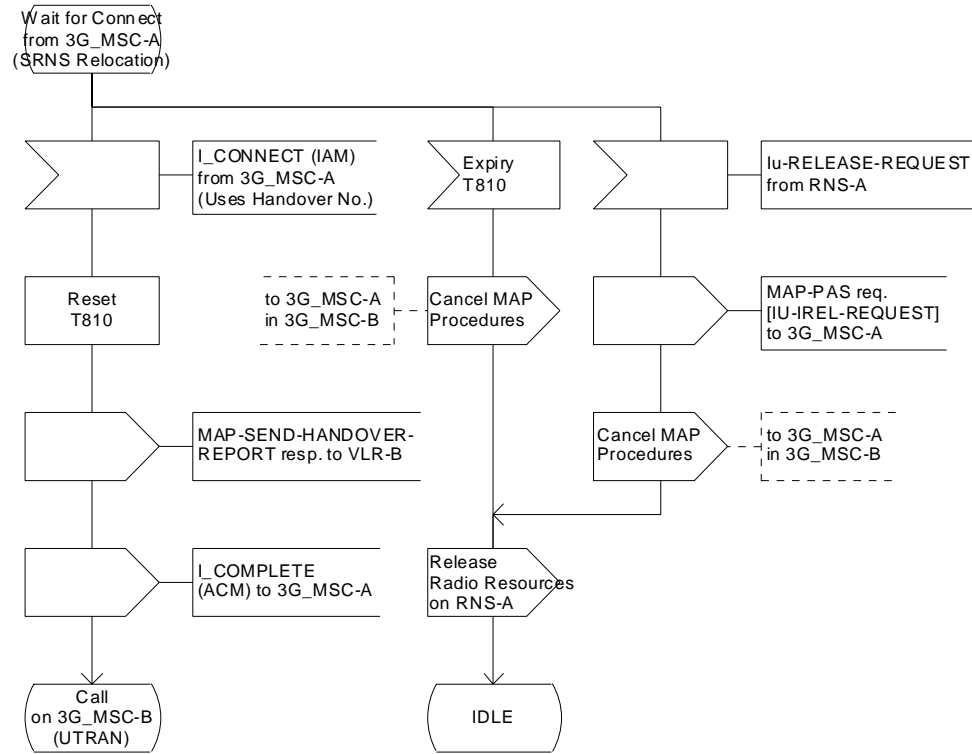 Wait for Connect
from 3G_MSC-A
(SRNS Relocation)
I_CONNECT (IAM)
from 3G_MSC-A
(Uses Handover No.)
Expiry
T810
Iu-RELEASE-REQUEST
from RNS-A
Reset
T810
to 3G_MSC-A
in 3G_MSC-B
Cancel MAP
Procedures
MAP-PAS req.
[IU-IREL-REQUEST]
to 3G_MSC-A
MAP-SEND-HANDOVER-
REPORT resp. to VLR-B
Cancel MAP
Procedures
to 3G_MSC-A
in 3G_MSC-B
I_COMPLETE
(ACM) to 3G_MSC-A
Release
Radio Resources
on RNS-A
Call
on 3G_MSC-B
(UTRAN)
IDLE